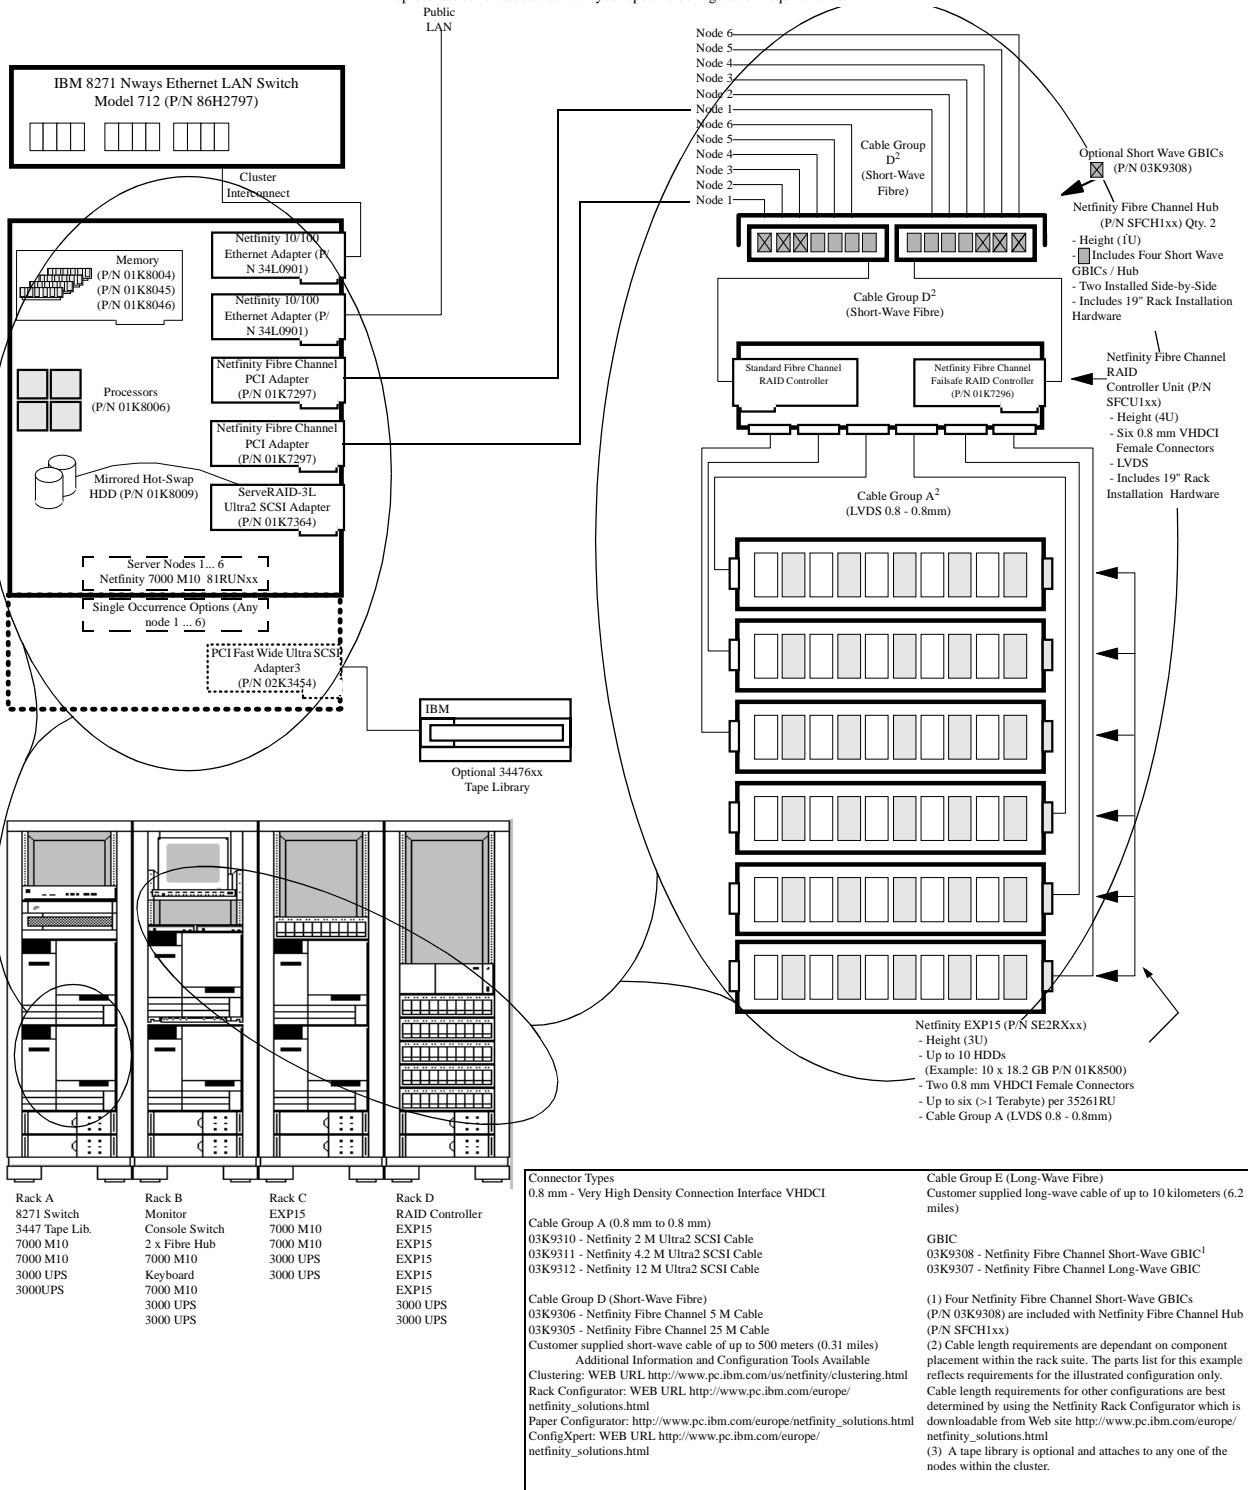 Public
LAN
IBM 8271 Nways Ethernet LAN Switch
Model 712 (P/N 86H2797)
Cluster
Interconnect
Netfinity 10/100
Ethernet Adapter (P/
N 34L0901)
Memory
(P/N 01K8004)
(P/N 01K8045)
(P/N 01K8046)
Netfinity 10/100
Ethernet Adapter (P/
N 34L0901)
Netfinity Fibre Channel
PCI Adapter
(P/N 01K7297)
Processors
(P/N 01K8006)
Netfinity Fibre Channel
PCI Adapter
(P/N 01K7297)
Mirrored Hot-Swap
HDD (P/N 01K8009)
ServeRAID-3L
Ultra2 SCSI Adapter
(P/N 01K7364)
Server Nodes 1... 6
Netfinity 7000 M10  81RUNxx
Single Occurrence Options (Any
node 1 ... 6)
PCI Fast Wide Ultra SCSI
Adapter3
(P/N 02K3454)
IBM
Optional 34476xx
Tape Library
Node 6
Node 5
Node 4
Node 3
Node 2
Node 1
Node 6
Node 5
Node 4
Node 3
Node 2
Node 1
Cable Group
D2
(Short-Wave
Fibre)
Optional Short Wave GBICs
(P/N 03K9308)
Netfinity Fibre Channel Hub
(P/N SFCH1xx) Qty. 2
- Height (1U)
- Includes Four Short Wave
GBICs / Hub
- Two Installed Side-by-Side
- Includes 19" Rack Installation
Hardware
Cable Group D2
(Short-Wave Fibre)
Standard Fibre Channel
RAID Controller
Netfinity Fibre Channel
Failsafe RAID Controller
(P/N 01K7296)
Netfinity Fibre Channel
RAID
Controller Unit (P/N
SFCU1xx)
- Height (4U)
- Six 0.8 mm VHDCI
Female Connectors
- LVDS
- Includes 19" Rack
Installation  Hardware
Cable Group A2
(LVDS 0.8 - 0.8mm)
Netfinity EXP15 (P/N SE2RXxx)
- Height (3U)
- Up to 10 HDDs
(Example: 10 x 18.2 GB P/N 01K8500)
- Two 0.8 mm VHDCI Female Connectors
- Up to six (>1 Terabyte) per 35261RU
- Cable Group A (LVDS 0.8 - 0.8mm)
Rack A
8271 Switch
3447 Tape Lib.
7000 M10
7000 M10
3000 UPS
3000UPS
Rack B
Monitor
Console Switch
2 x Fibre Hub
7000 M10
Keyboard
7000 M10
3000 UPS
3000 UPS
Rack C
EXP15
7000 M10
7000 M10
3000 UPS
3000 UPS
Rack D
RAID Controller
EXP15
EXP15
EXP15
EXP15
EXP15
3000 UPS
3000 UPS
Connector Types
0.8 mm - Very High Density Connection Interface VHDCI
Cable Group A (0.8 mm to 0.8 mm)
03K9310 - Netfinity 2 M Ultra2 SCSI Cable
03K9311 - Netfinity 4.2 M Ultra2 SCSI Cable
03K9312 - Netfinity 12 M Ultra2 SCSI Cable
Cable Group D (Short-Wave Fibre)
03K9306 - Netfinity Fibre Channel 5 M Cable
03K9305 - Netfinity Fibre Channel 25 M Cable
Customer supplied short-wave cable of up to 500 meters (0.31 miles)
Additional Information and Configuration Tools Available
Clustering: WEB URL http://www.pc.ibm.com/us/netfinity/clustering.html
Rack Configurator: WEB URL http://www.pc.ibm.com/europe/
netfinity_solutions.html
Paper Configurator: http://www.pc.ibm.com/europe/netfinity_solutions.html
ConfigXpert: WEB URL http://www.pc.ibm.com/europe/
netfinity_solutions.html
Cable Group E (Long-Wave Fibre)
Customer supplied long-wave cable of up to 10 kilometers (6.2
miles)
GBIC
03K9308 - Netfinity Fibre Channel Short-Wave GBIC1
03K9307 - Netfinity Fibre Channel Long-Wave GBIC
(1) Four Netfinity Fibre Channel Short-Wave GBICs
(P/N 03K9308) are included with Netfinity Fibre Channel Hub
(P/N SFCH1xx)
(2) Cable length requirements are dependant on component
placement within the rack suite. The parts list for this example
reflects requirements for the illustrated configuration only.
Cable length requirements for other configurations are best
determined by using the Netfinity Rack Configurator which is
downloadable from Web site http://www.pc.ibm.com/europe/
netfinity_solutions.html
(3)  A tape library is optional and attaches to any one of the
nodes within the cluster.